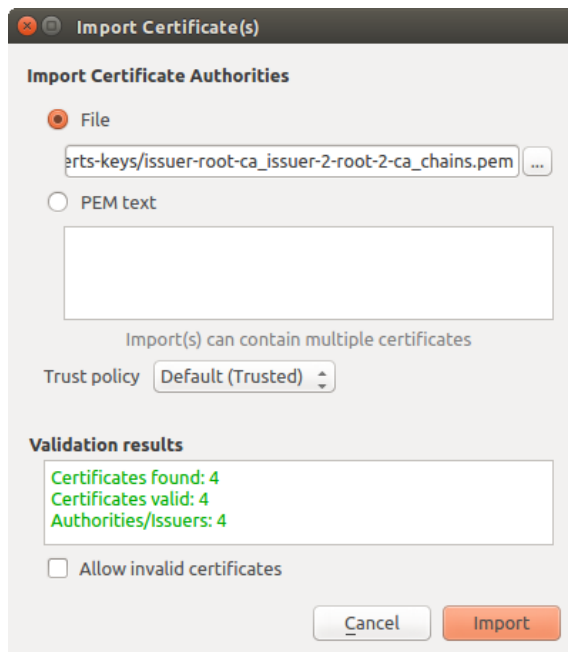 Import Certificate(s)
Import Certificate Authorities
File
erts-keys/issuer-root-ca_issuer-2-root-2-ca_chains.pem ...
PEM text
Import(s) can contain multiple certificates
Trust policy Default (Trusted)
Validation results
Certificates found: 4
Certificates valid: 4
Authorities/Issuers: 4
Allow invalid certificates
Cancel Import